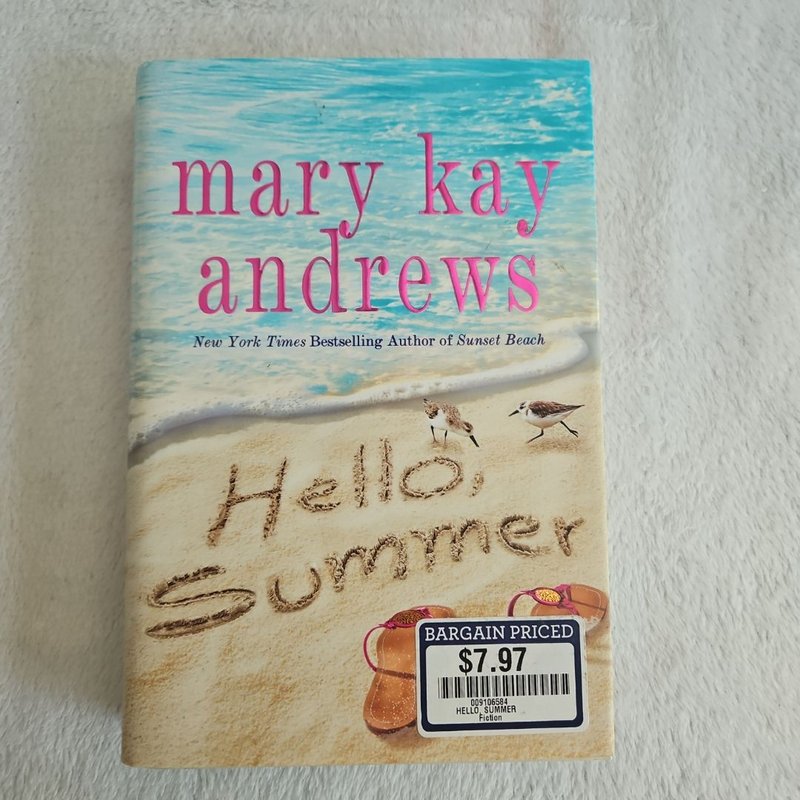 mary kay
andrews
New York Times Bestselling Author of Sunset Beach
Hello,
Summer
BARGAIN PRICED
$7.97
009106584
HELLO, SUMMER
Fiction